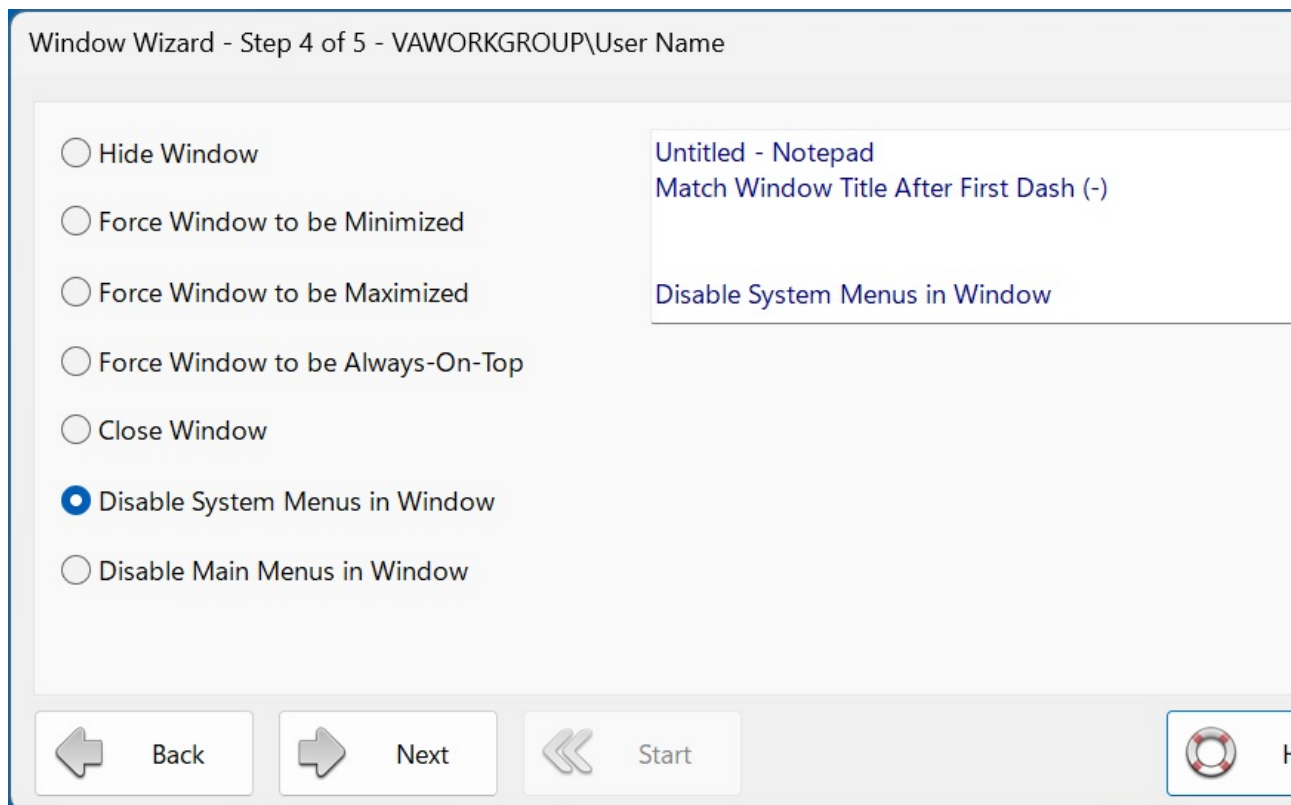 Window Wizard - Step 4 of 5 - VAWORKGROUP\User Name
Hide Window
Force Window to be Minimized
Force Window to be Maximized
Force Window to be Always-On-Top
Close Window
Disable System Menus in Window
Disable Main Menus in Window
Untitled - Notepad
Match Window Title After First Dash (-)
Disable System Menus in Window
Back
Next
Start